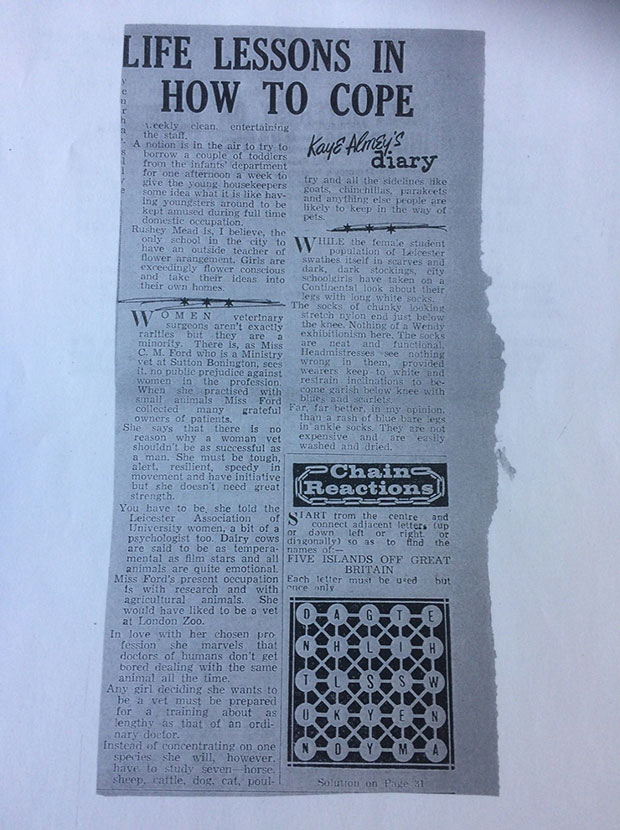 LIFE LESSONS IN
HOW TO COPE
weekly clean, entertaining
the staff.
A notion is in the air to try to
borrow a couple of toddlers
from the infants' department
for one afternoon a week to
give the young housekeepers
some idea what it is like hav-
ing youngsters around to be
kept amused during full time
domestic occupation.
Rushey Mead is, I believe, the
only school in the city to
have an outside teacher of
flower arangement. Girls are
exceedingly flower conscious
and take their ideas into
their own homes.
WOMEN veterinary
surgeons aren't exactly
rarities but they are a
minority. There is, as Miss
C. M. Ford who is a Ministry
vet at Sutton Bonington, sees
it, no public prejudice against
women in the profession.
When she practised with
small animals Miss Ford
collected many grateful
owners of patients.
She says that there is no
reason why a woman vet
shouldn't be as successful as
a man. She must be tough,
alert, resilient, speedy in
movement and have initiative
but she doesn't need great
strength.
You have to be, she told the
Leicester Association of
University women, a bit of a
psychologist too. Dairy cows
are said to be tempera-
mental as film stars and all
animals are quite emotional.
Miss Ford's present occupation
is with research and with
agricultural animals. She
would have liked to be a vet
at London Zoo.
In love with her chosen pro-
fession she marvels that
doctors of humans don't get
bored dealing with the same
animal all the time.
Any girl deciding she wants to
be a vet must be prepared
for a training about as
lengthy as that of an ordi-
nary doctor.
Instead of concentrating on one
species she will, however,
have to study seven—horse,
sheep, cattle, dog, cat, poul-
Kaye Almey's
diary
try and all the sidelines like
goats, chinchillas, parakeets
and anything else people are
likely to keep in the way of
pets.
WHILE the female student
population of Leicester
swathes itself in scarves and
dark, dark stockings, city
schoolgirls have taken on a
Continental look about their
legs with long white socks.
The socks of chunky looking
stretch nylon end just below
the knee. Nothing of a Wendy
exhibitionism here. The socks
are neat and functional.
Headmistresses see nothing
wrong in them, provided
wearers keep to white and
restrain inclinations to be-
come garish below knee with
blues and scarlets.
Far, far better, in my opinion,
than a rash of blue bare legs
in ankle socks. They are not
expensive and are easily
washed and dried.
Chain
Reactions
START from the centre and
connect adjacent letters (up
or down left or right or
diagonally) so as to find the
names of:—
FIVE ISLANDS OFF GREAT
BRITAIN
Each letter must be used but
once only
D A G T E
N H L I H
T L S S W
U K Y E N
N O Y M A
Solution on Page 31